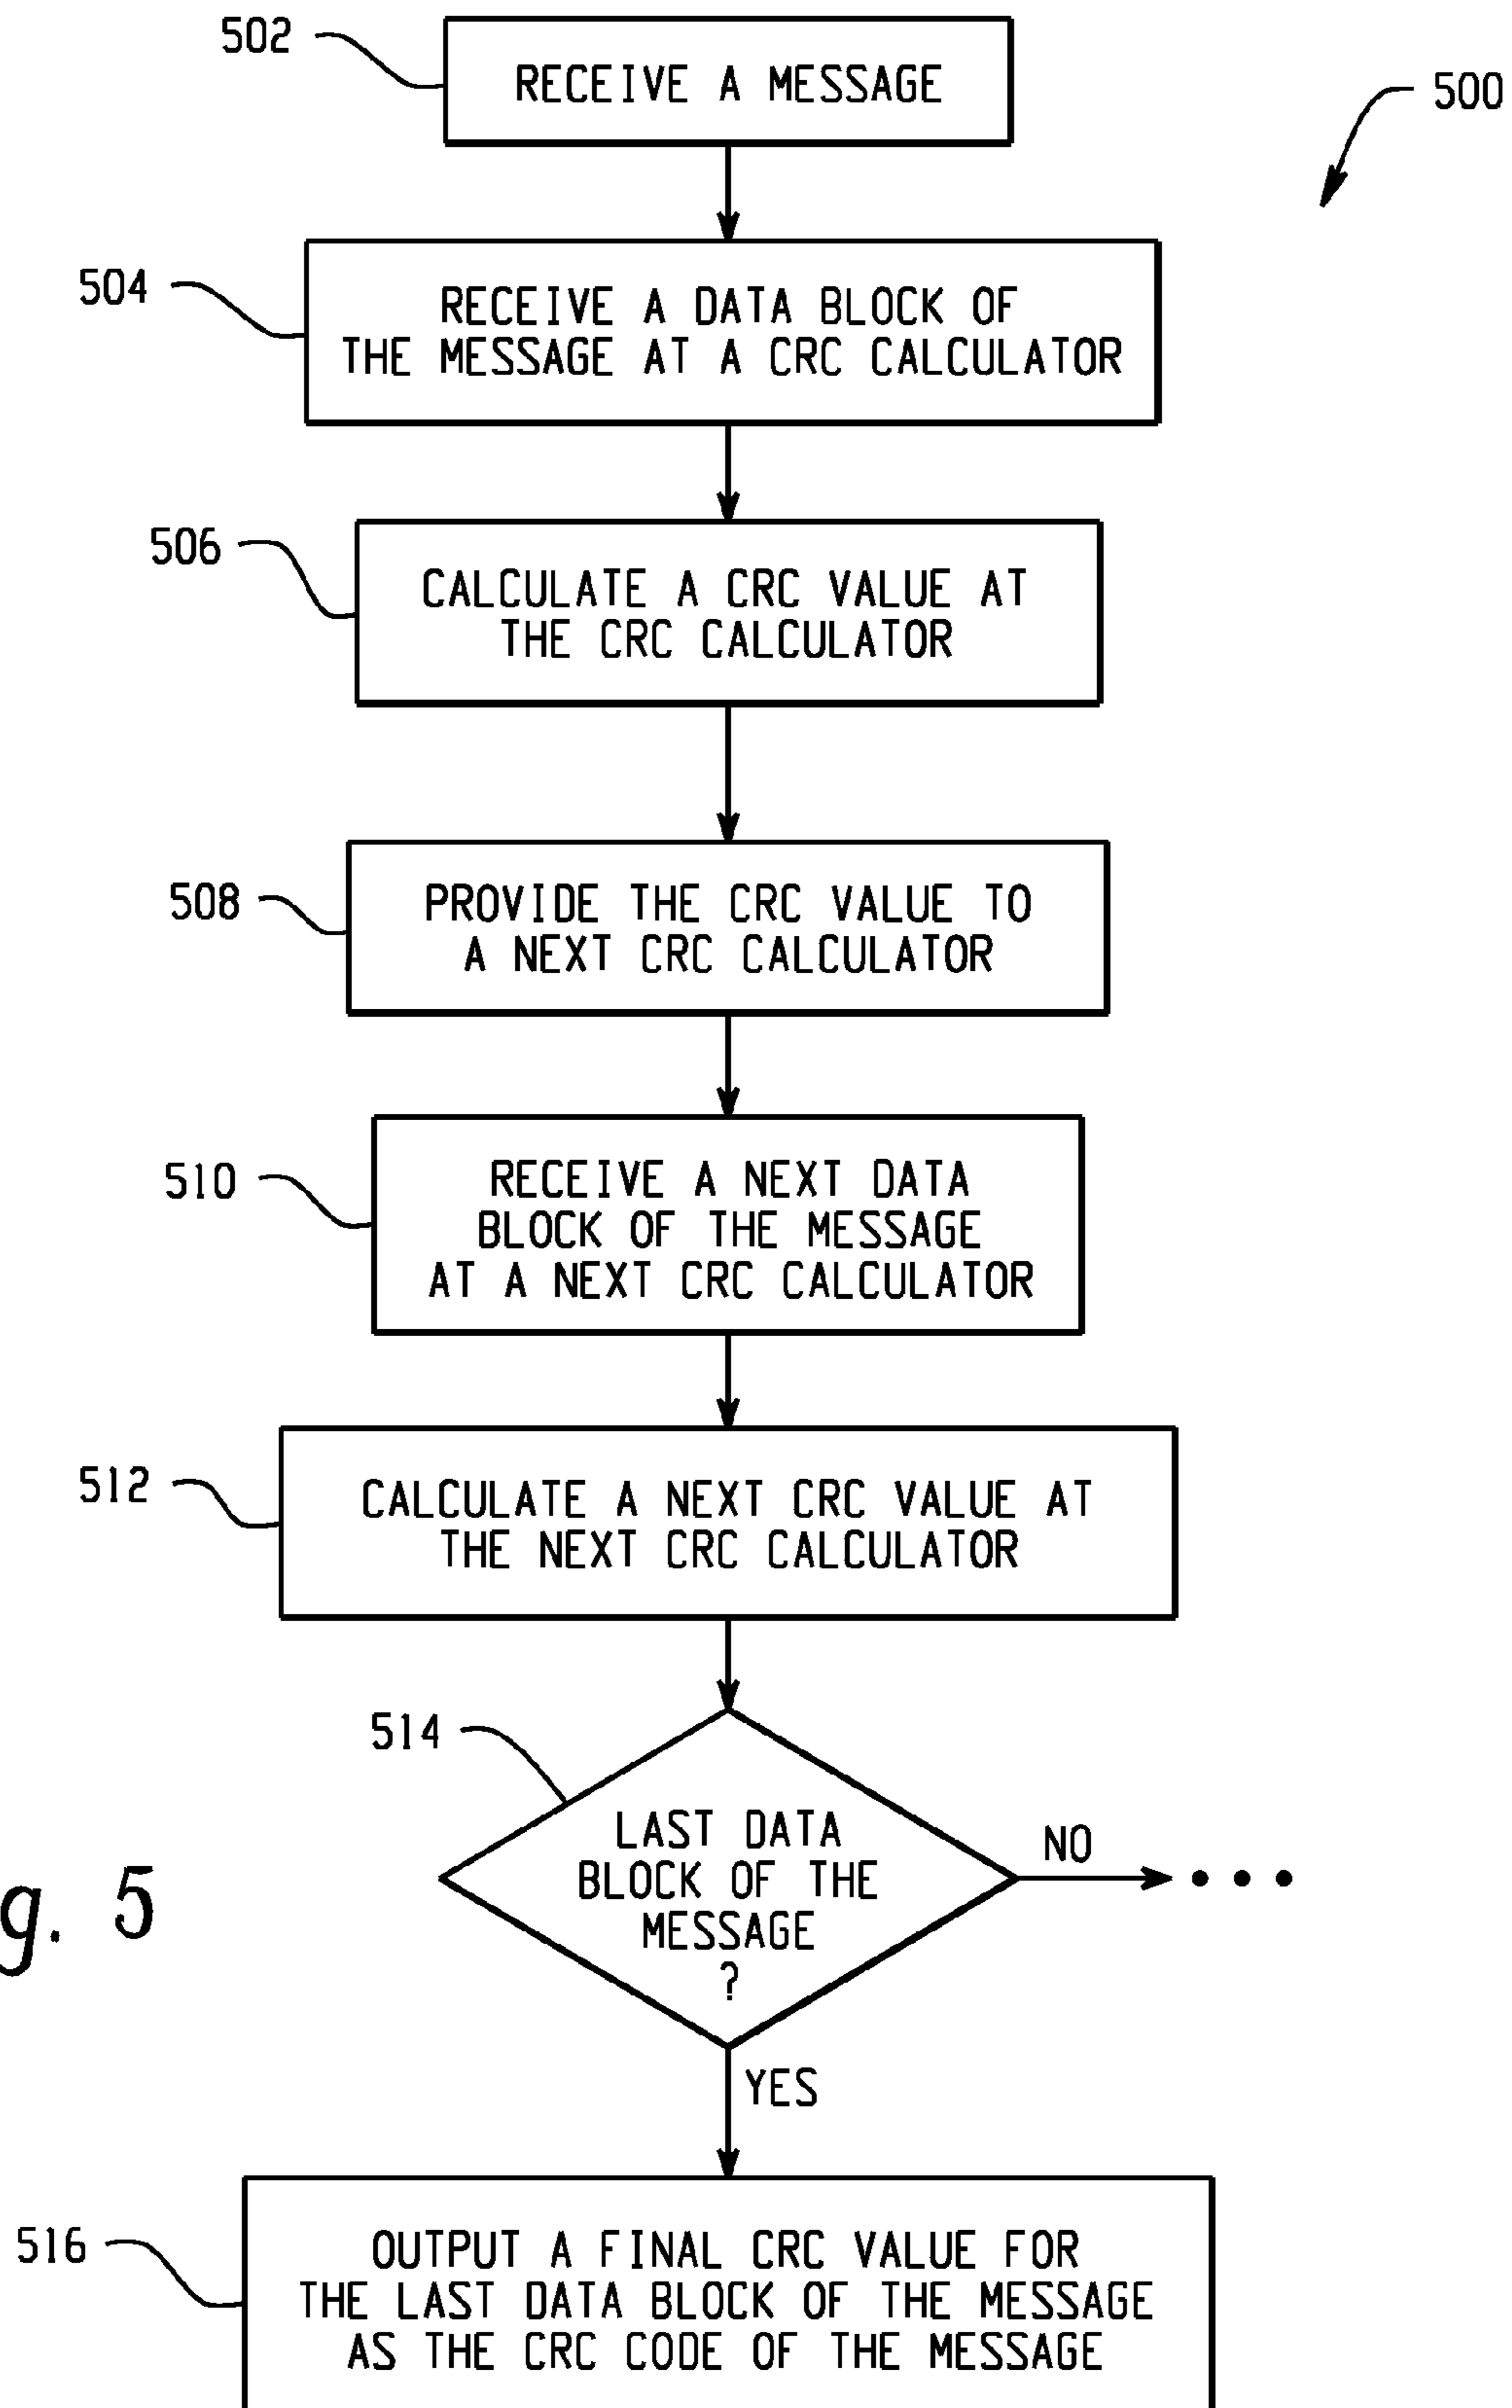 502
RECEIVE A MESSAGE
500
504
RECEIVE A DATA BLOCK OF
THE MESSAGE AT A CRC CALCULATOR
506
CALCULATE A CRC VALUE AT
THE CRC CALCULATOR
508
PROVIDE THE CRC VALUE TO
A NEXT CRC CALCULATOR
510
RECEIVE A NEXT DATA
BLOCK OF THE MESSAGE
AT A NEXT CRC CALCULATOR
512
CALCULATE A NEXT CRC VALUE AT
THE NEXT CRC CALCULATOR
514
LAST DATA
BLOCK OF THE
MESSAGE
?
NO
g. 5
YES
516
OUTPUT A FINAL CRC VALUE FOR
THE LAST DATA BLOCK OF THE MESSAGE
AS THE CRC CODE OF THE MESSAGE